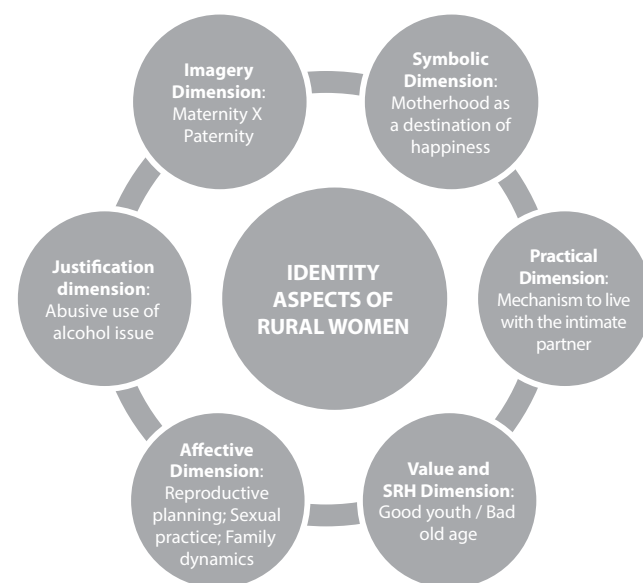 Imagery
Dimension:
Maternity X
Paternity
Symbolic
Dimension:
Motherhood as
a destination of
happiness
Justification
dimension:
Abusive use of
alcohol issue
IDENTITY
ASPECTS OF
RURAL WOMEN
Practical
Dimension:
Mechanism to live
with the intimate
partner
Affective
Dimension:
Reproductive
planning; Sexual
practice; Family
dynamics
Value and
SRH Dimension:
Good youth / Bad
old age